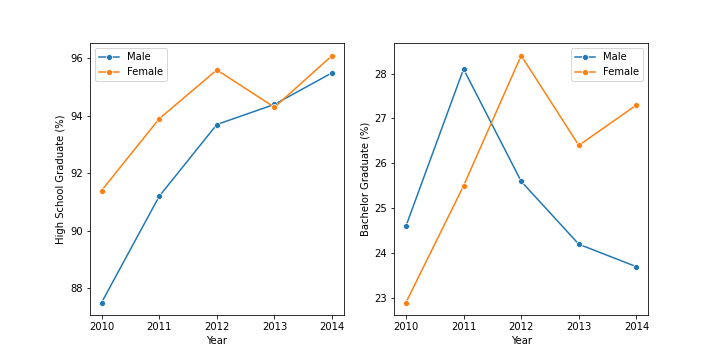 Male
Female
High School Graduate (%)
96
94
92
90
88
2010 2011 2012 2013 2014
Year
Male
Female
Bachelor Graduate (%)
28
27
26
25
24
23
2010 2011 2012 2013 2014
Year